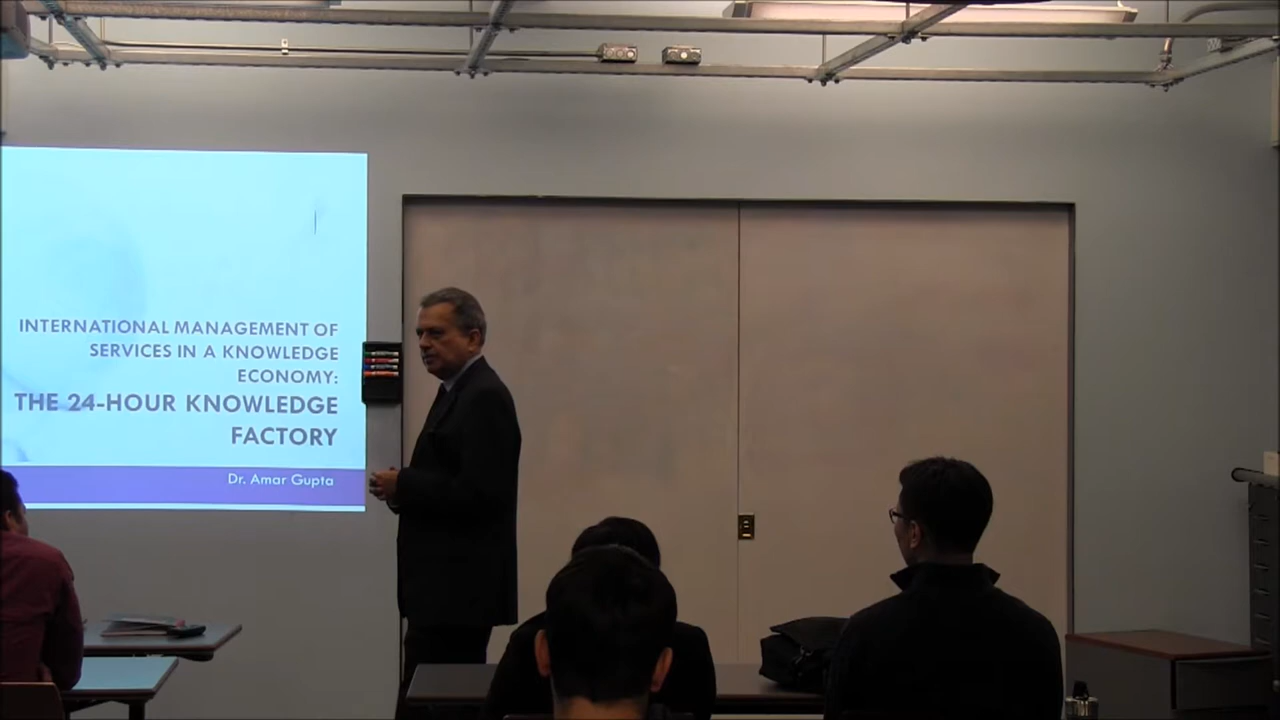 INTERNATIONAL MANAGEMENT OF
SERVICES IN A KNOWLEDGE
ECONOMY:
THE 24-HOUR KNOWLEDGE
FACTORY
Dr. Amar Gupta